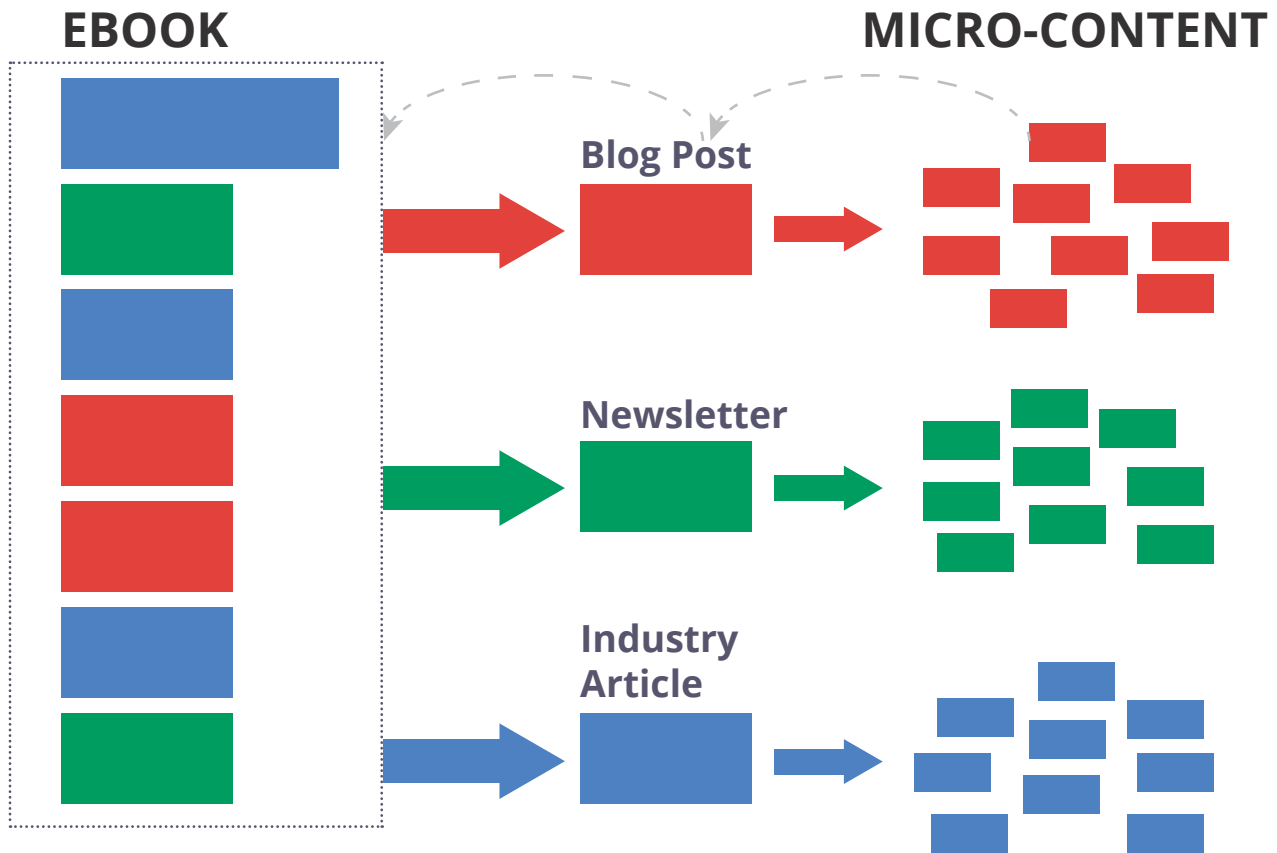 EBOOK
MICRO-CONTENT
Blog Post
Newsletter
Industry
Article